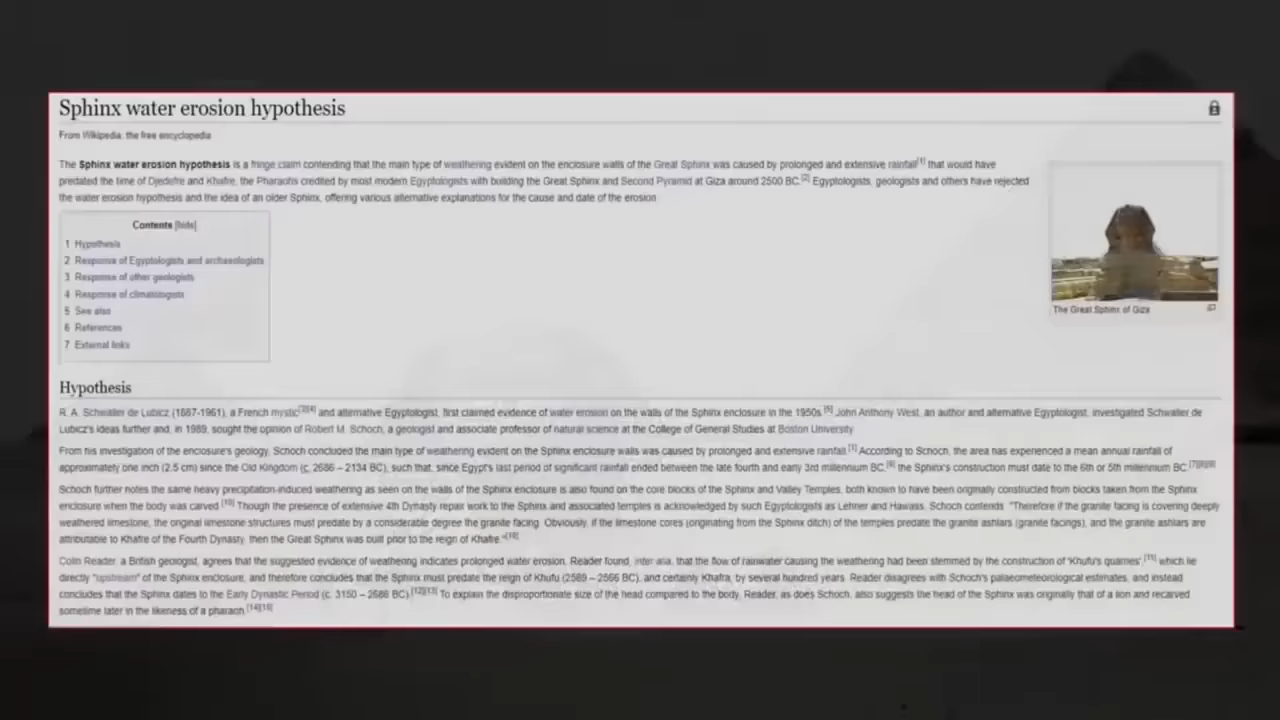 Sphinx water erosion hypothesis
From Wikipedia, the free encyclopedia
The Sphinx water erosion hypothesis is a fringe claim contending that the main type of weathering evident on the enclosure walls of the Great Sphinx was caused by prolonged and extensive rainfall[1] that would have
predated the time of Djedefre and Khafre, the Pharaohs credited by most modern Egyptologists with building the Great Sphinx and Second Pyramid at Giza around 2500 BC.[2] Egyptologists, geologists and others have rejected
the water erosion hypothesis and the idea of an older Sphinx, offering various alternative explanations for the cause and date of the erosion
Contents [hide]
1 Hypothesis
2 Response of Egyptologists and archaeologists
3 Response of other geologists
4 Response of climatologists
5 See also
6 References
7 External links
The Great Sphinx of Giza
Hypothesis
R. A. Schwaller de Lubicz (1887-1961), a French mystic[3][4] and alternative Egyptologist, first claimed evidence of water erosion on the walls of the Sphinx enclosure in the 1950s.[5] John Anthony West, an author and alternative Egyptologist, investigated Schwaller de
Lubicz's ideas further and, in 1989, sought the opinion of Robert M. Schoch, a geologist and associate professor of natural science at the College of General Studies at Boston University
From his investigation of the enclosure's geology, Schoch concluded the main type of weathering evident on the Sphinx enclosure walls was caused by prolonged and extensive rainfall.[1] According to Schoch, the area has experienced a mean annual rainfall of
approximately one inch (2.5 cm) since the Old Kingdom (c. 2686 – 2134 BC), such that, since Egypt's last period of significant rainfall ended between the late fourth and early 3rd millennium BC,[6] the Sphinx's construction must date to the 6th or 5th millennium BC.[7][8][9]
Schoch further notes the same heavy precipitation-induced weathering as seen on the walls of the Sphinx enclosure is also found on the core blocks of the Sphinx and Valley Temples, both known to have been originally constructed from blocks taken from the Sphinx
enclosure when the body was carved.[10] Though the presence of extensive 4th Dynasty repair work to the Sphinx and associated temples is acknowledged by such Egyptologists as Lehner and Hawass, Schoch contends: "Therefore if the granite facing is covering deeply
weathered limestone, the original limestone structures must predate by a considerable degree the granite facing. Obviously, if the limestone cores (originating from the Sphinx ditch) of the temples predate the granite ashlars (granite facings), and the granite ashlars are
attributable to Khafre of the Fourth Dynasty, then the Great Sphinx was built prior to the reign of Khafre."[10]
Colin Reader, a British geologist, agrees that the suggested evidence of weathering indicates prolonged water erosion. Reader found, inter alia, that the flow of rainwater causing the weathering had been stemmed by the construction of 'Khufu's quarries',[11] which lie
directly "upstream" of the Sphinx enclosure, and therefore concludes that the Sphinx must predate the reign of Khufu (2589 – 2566 BC), and certainly Khafra, by several hundred years. Reader disagrees with Schoch's palaeometeorological estimates, and instead
concludes that the Sphinx dates to the Early Dynastic Period (c. 3150 – 2686 BC).[12][13] To explain the disproportionate size of the head compared to the body, Reader, as does Schoch, also suggests the head of the Sphinx was originally that of a lion and recarved
sometime later in the likeness of a pharaoh.[14][15]